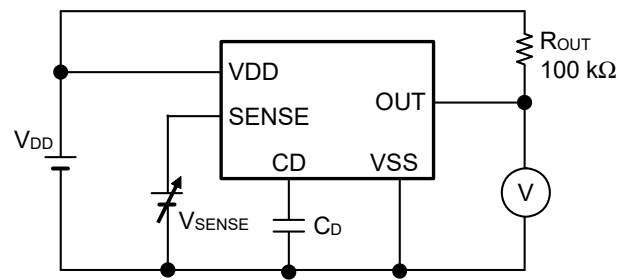 VDD
ROUT
100 kΩ
OUT
SENSE
VDD
CD
VSS
V
VSENSE
CD